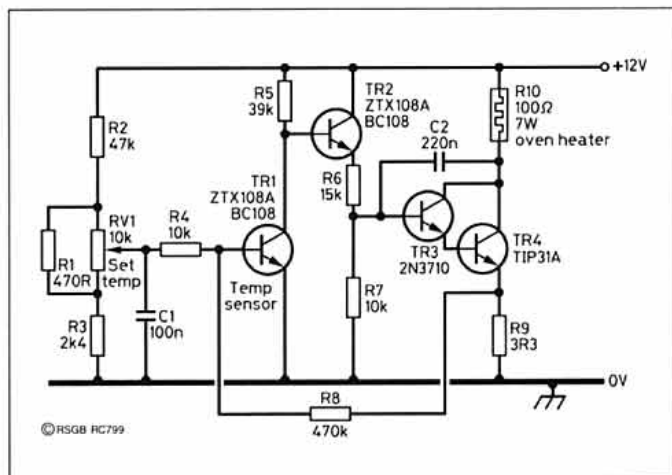 +12V
R2
47k
R1
470R
RV1
10k
Set
temp
R3
2k4
C1
100n
R4
10k
R5
39k
TR1
ZTX108A
BC108
Temp
sensor
TR2
ZTX108A
BC108
R6
15k
R7
10k
C2
220n
TR3
2N3710
R10
100Ω
7W
oven heater
TR4
TIP31A
R9
3R3
0V
R8
470k
©RSGB RC799